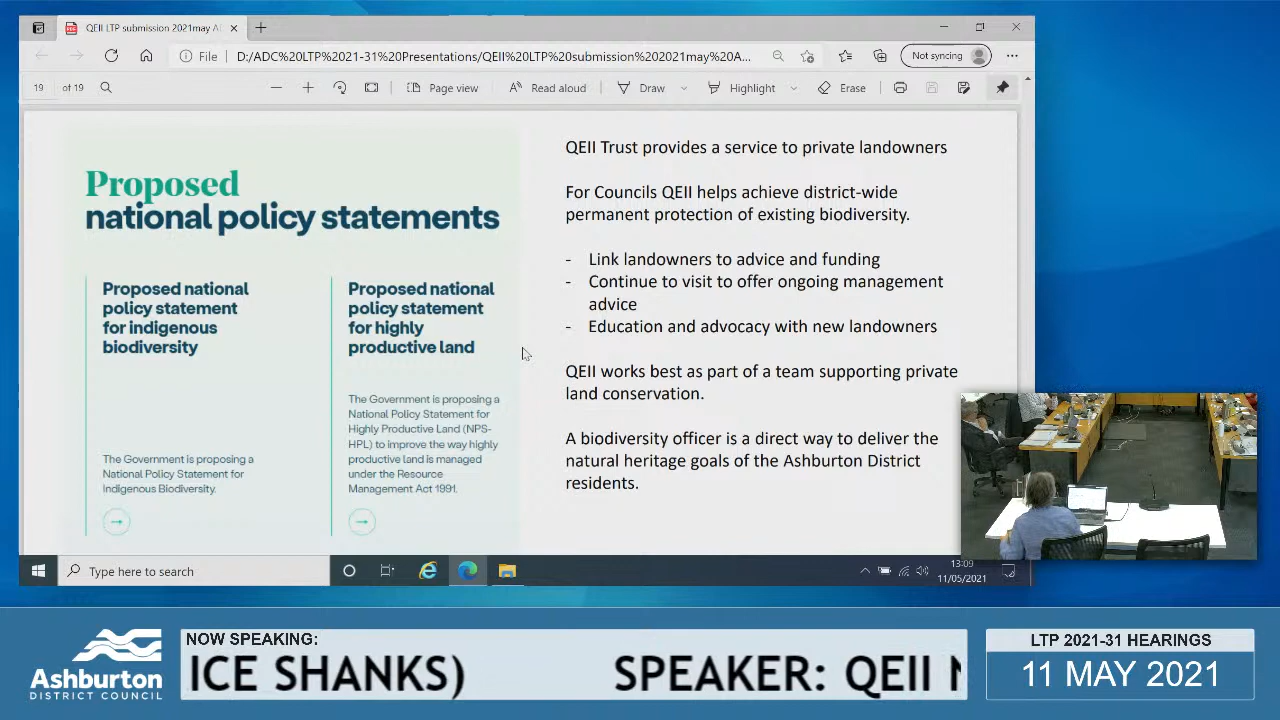 QEII LTP submission 2021may A
File
D:/ADC%20LTP%2021-31%20Presentations/QEII%20LTP%20submission%202021may%20A...
Not syncing
19 of 19
Page view
Read aloud
Draw
Highlight
Erase
Proposed
national policy statements
Proposed national
policy statement
for indigenous
biodiversity
The Government is proposing a
National Policy Statement for
Indigenous Biodiversity.
Proposed national
policy statement
for highly
productive land
The Government is proposing a
National Policy Statement for
Highly Productive Land (NPS-
HPL) to improve the way highly
productive land is managed
under the Resource
Management Act 1991.
QEII Trust provides a service to private landowners
For Councils QEII helps achieve district-wide
permanent protection of existing biodiversity.
- Link landowners to advice and funding
- Continue to visit to offer ongoing management
advice
- Education and advocacy with new landowners
QEII works best as part of a team supporting private
land conservation.
A biodiversity officer is a direct way to deliver the
natural heritage goals of the Ashburton District
residents.
Type here to search
13:09
11/05/2021
Ashburton
DISTRICT COUNCIL
NOW SPEAKING:
ICE SHANKS) SPEAKER: QEII
LTP 2021-31 HEARINGS
11 MAY 2021